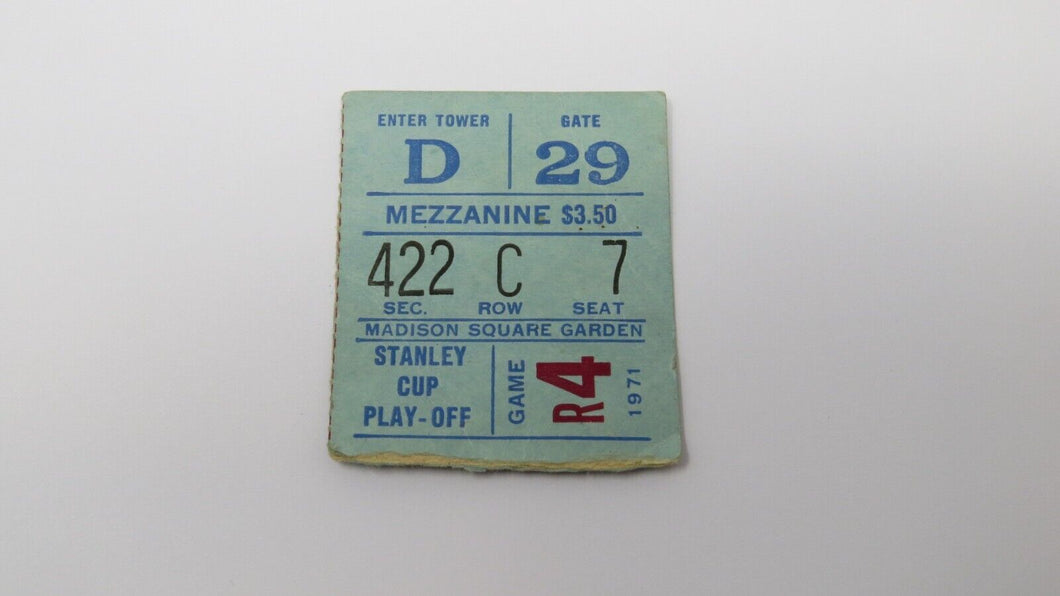 ENTER TOWER GATE
D 29
MEZZANINE $3.50
422 C 7
SEC. ROW SEAT
MADISON SQUARE GARDEN
STANLEY
CUP
PLAY-OFF
GAME
R4
1971